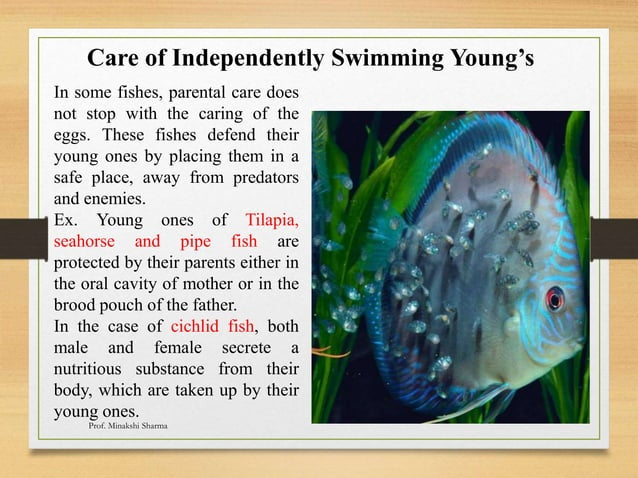 Care of Independently Swimming Young’s
In some fishes, parental care does
not stop with the caring of the
eggs. These fishes defend their
young ones by placing them in a
safe place, away from predators
and enemies.
Ex. Young ones of Tilapia,
seahorse and pipe fish are
protected by their parents either in
the oral cavity of mother or in the
brood pouch of the father.
In the case of cichlid fish, both
male and female secrete a
nutritious substance from their
body, which are taken up by their
young ones.
Prof. Minakshi Sharma